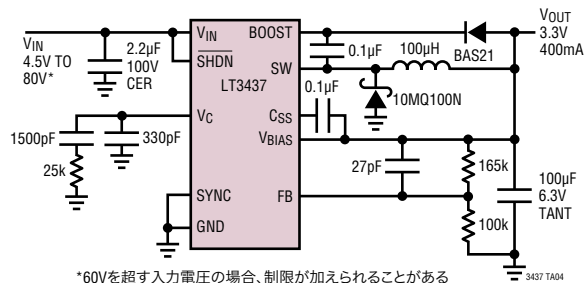 VIN
4.5V TO
80V*
2.2µF
100V
CER
VIN
SHDN
LT3437
VC
SYNC
GND
BOOST
SW
CSS
VBIAS
FB
1500pF
330pF
25k
0.1µF
100µH
BAS21
10MQ100N
0.1µF
27pF
165k
100k
VOUT
3.3V
400mA
100µF
6.3V
TANT
*60Vを超す入力電圧の場合、制限が加えられることがある
3437 TA04